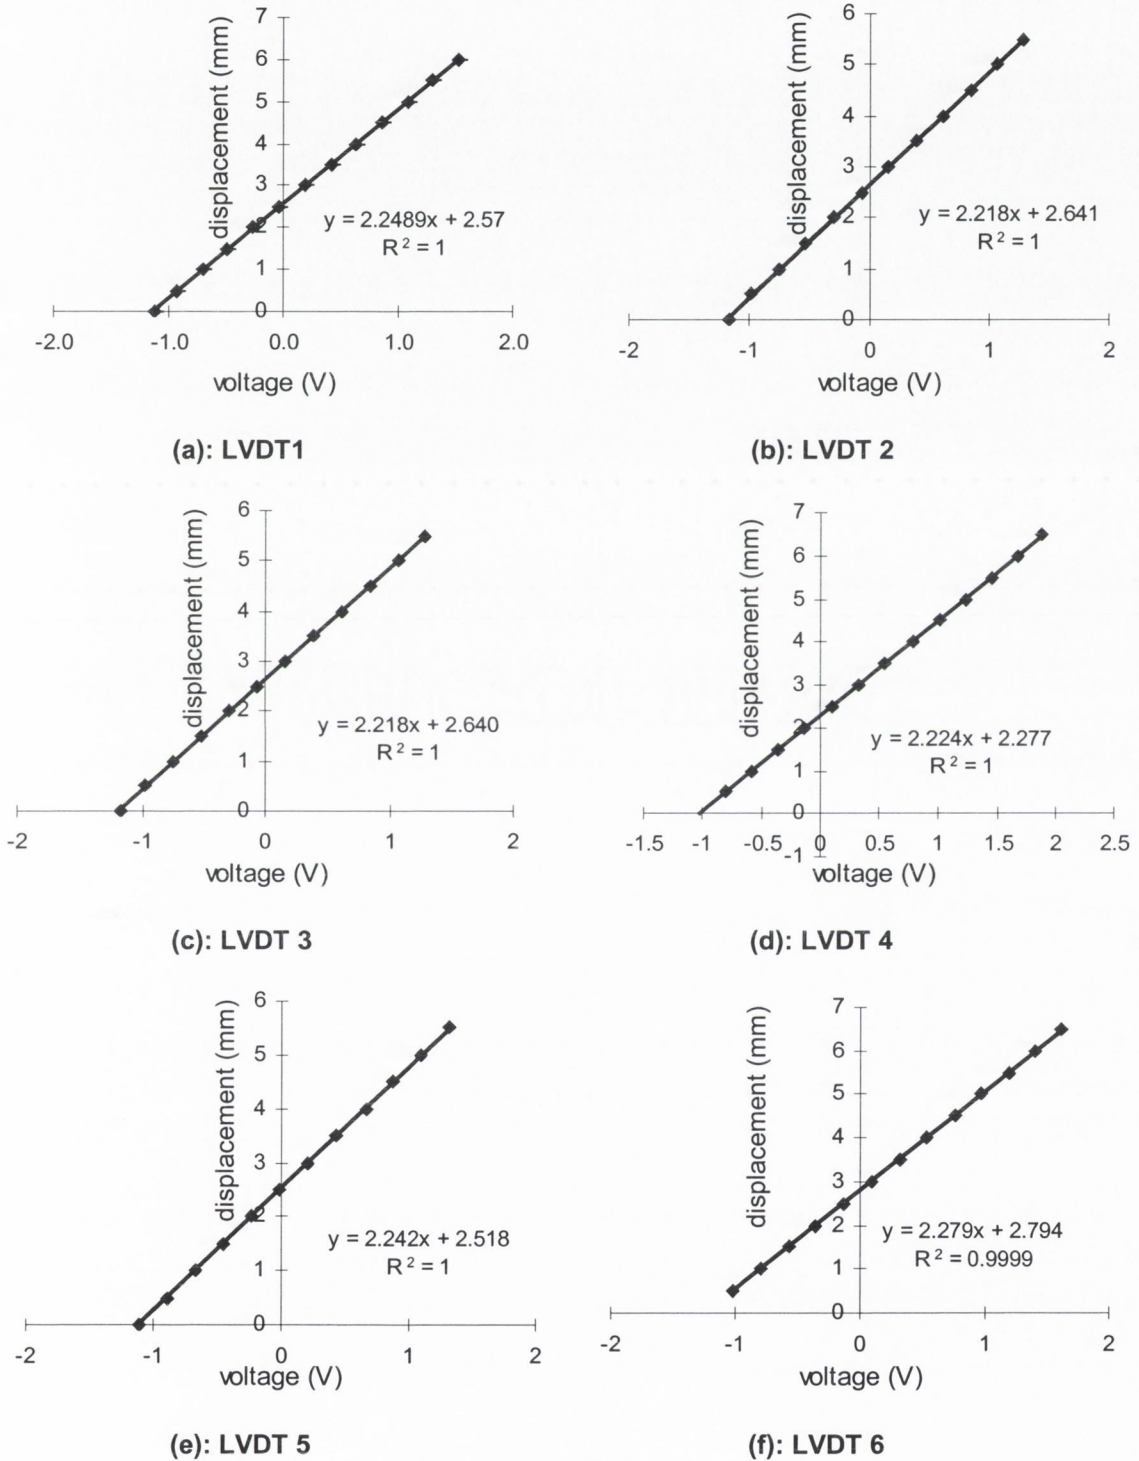 displacement (mm)
7
6
5
4
3
2
1
0
y = 2.2489x + 2.57
R² = 1
-2.0 -1.0 0.0 1.0 2.0
voltage (V)
(a): LVDT1
displacement (mm)
6
5
4
3
2
1
0
y = 2.218x + 2.641
R² = 1
-2 -1 0 1 2
voltage (V)
(b): LVDT 2
displacement (mm)
6
5
4
3
2
1
0
y = 2.218x + 2.640
R² = 1
-2 -1 0 1 2
voltage (V)
(c): LVDT 3
displacement (mm)
7
6
5
4
3
2
1
0
-1
y = 2.224x + 2.277
R² = 1
-1.5 -1 -0.5 0 0.5 1 1.5 2 2.5
voltage (V)
(d): LVDT 4
displacement (mm)
6
5
4
3
2
1
0
y = 2.242x + 2.518
R² = 1
-2 -1 0 1 2
voltage (V)
(e): LVDT 5
displacement (mm)
7
6
5
4
3
2
1
0
y = 2.279x + 2.794
R² = 0.9999
-2 -1 0 1 2
voltage (V)
(f): LVDT 6